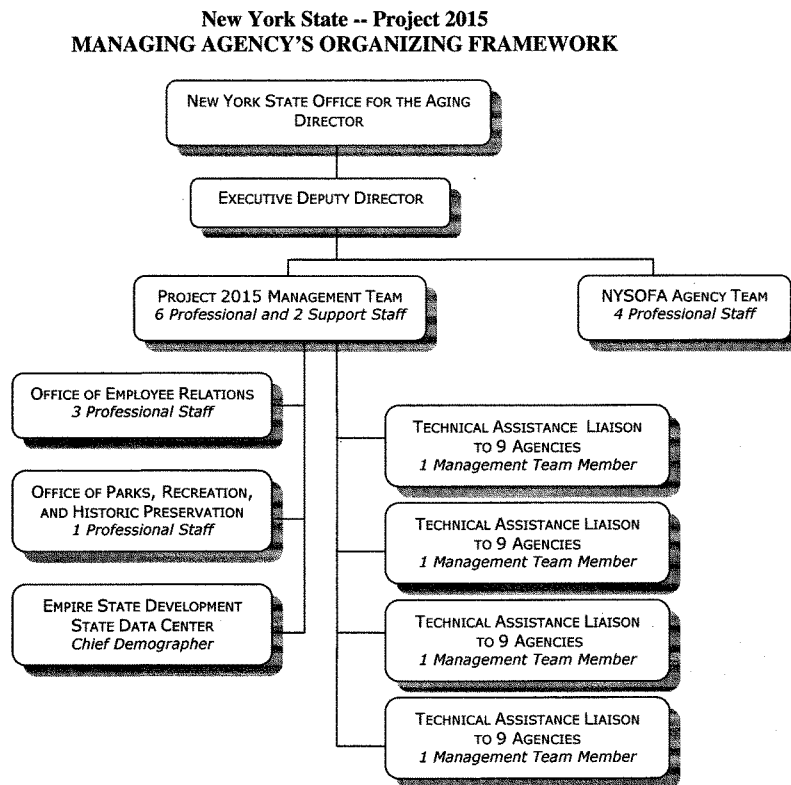 New York State -- Project 2015
MANAGING AGENCY'S ORGANIZING FRAMEWORK
NEW YORK STATE OFFICE FOR THE AGING
DIRECTOR
EXECUTIVE DEPUTY DIRECTOR
PROJECT 2015 MANAGEMENT TEAM
6 Professional and 2 Support Staff
NYSOFA AGENCY TEAM
4 Professional Staff
OFFICE OF EMPLOYEE RELATIONS
3 Professional Staff
OFFICE OF PARKS, RECREATION,
AND HISTORIC PRESERVATION
1 Professional Staff
EMPIRE STATE DEVELOPMENT
STATE DATA CENTER
Chief Demographer
TECHNICAL ASSISTANCE LIAISON
TO 9 AGENCIES
1 Management Team Member
TECHNICAL ASSISTANCE LIAISON
TO 9 AGENCIES
1 Management Team Member
TECHNICAL ASSISTANCE LIAISON
TO 9 AGENCIES
1 Management Team Member
TECHNICAL ASSISTANCE LIAISON
TO 9 AGENCIES
1 Management Team Member